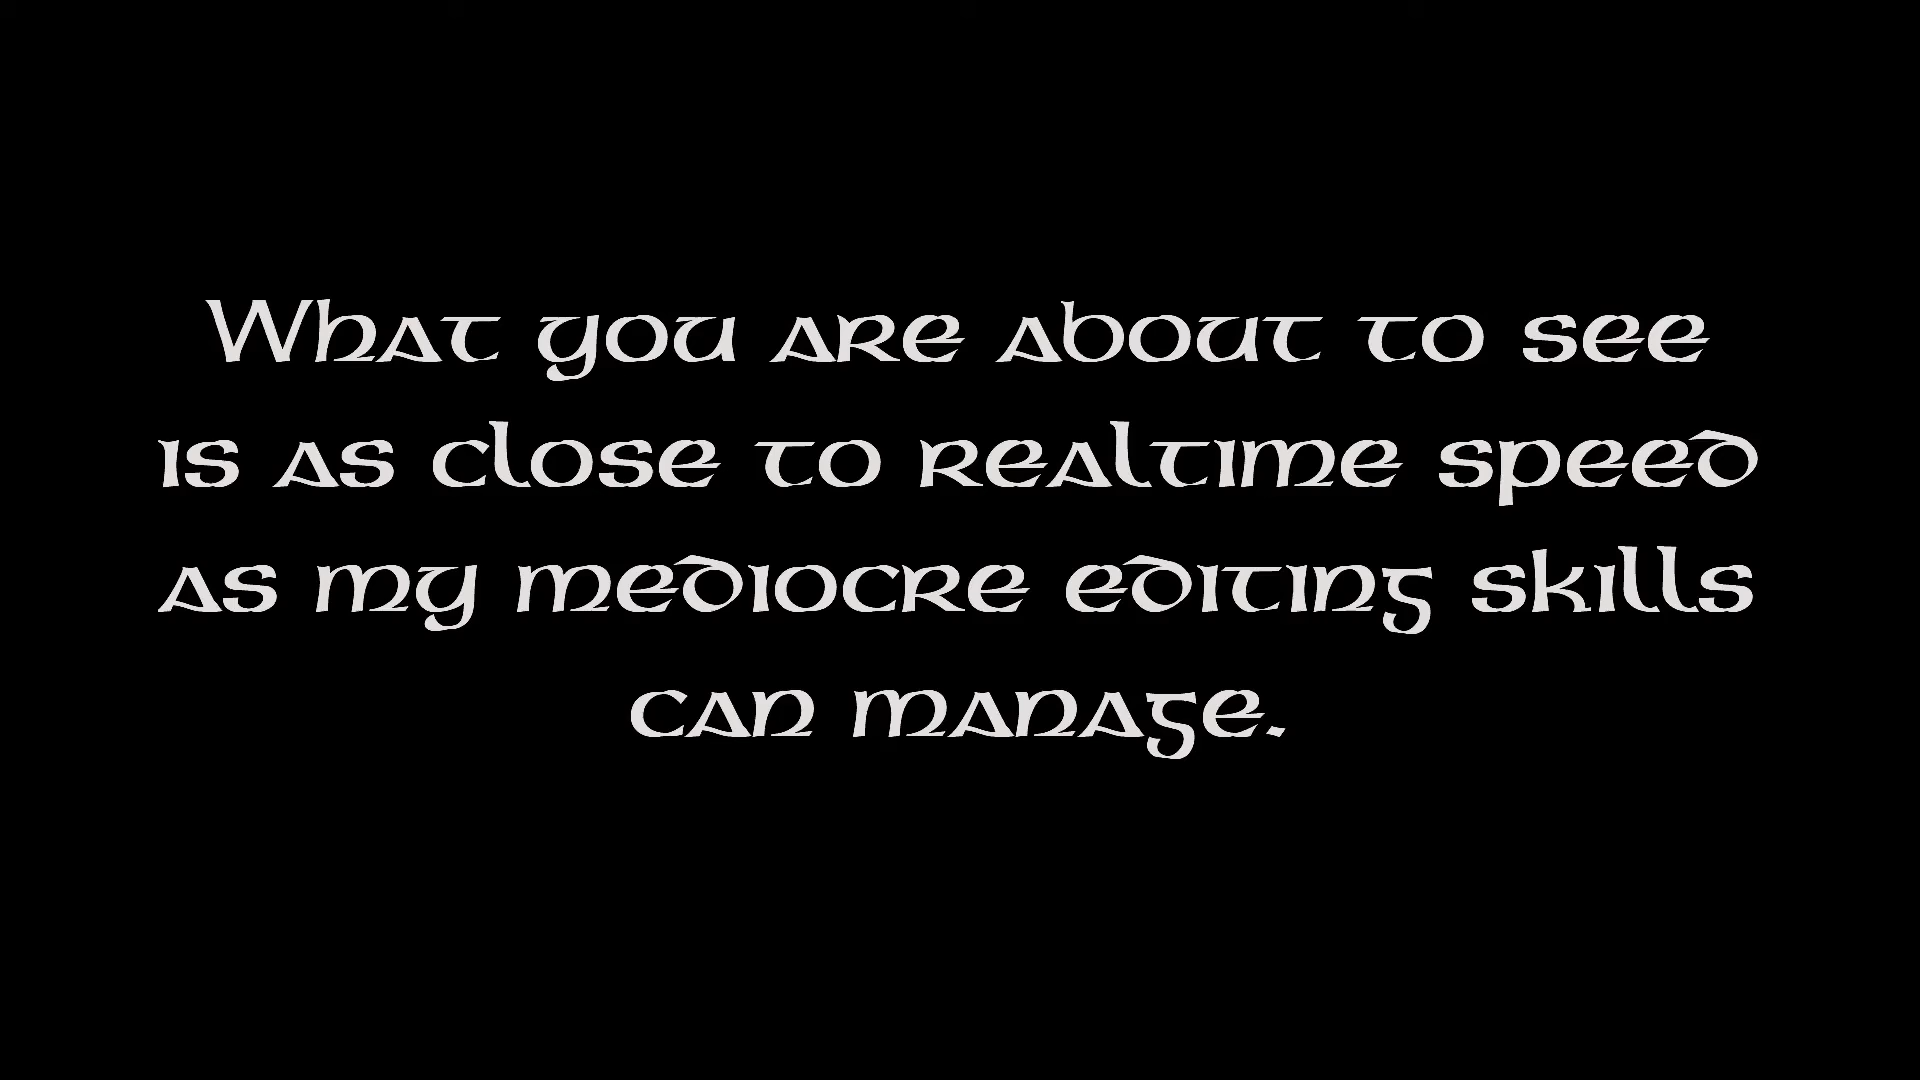 What you are about to see
is as close to realtime speed
as my mediocre editing skills
can manage.